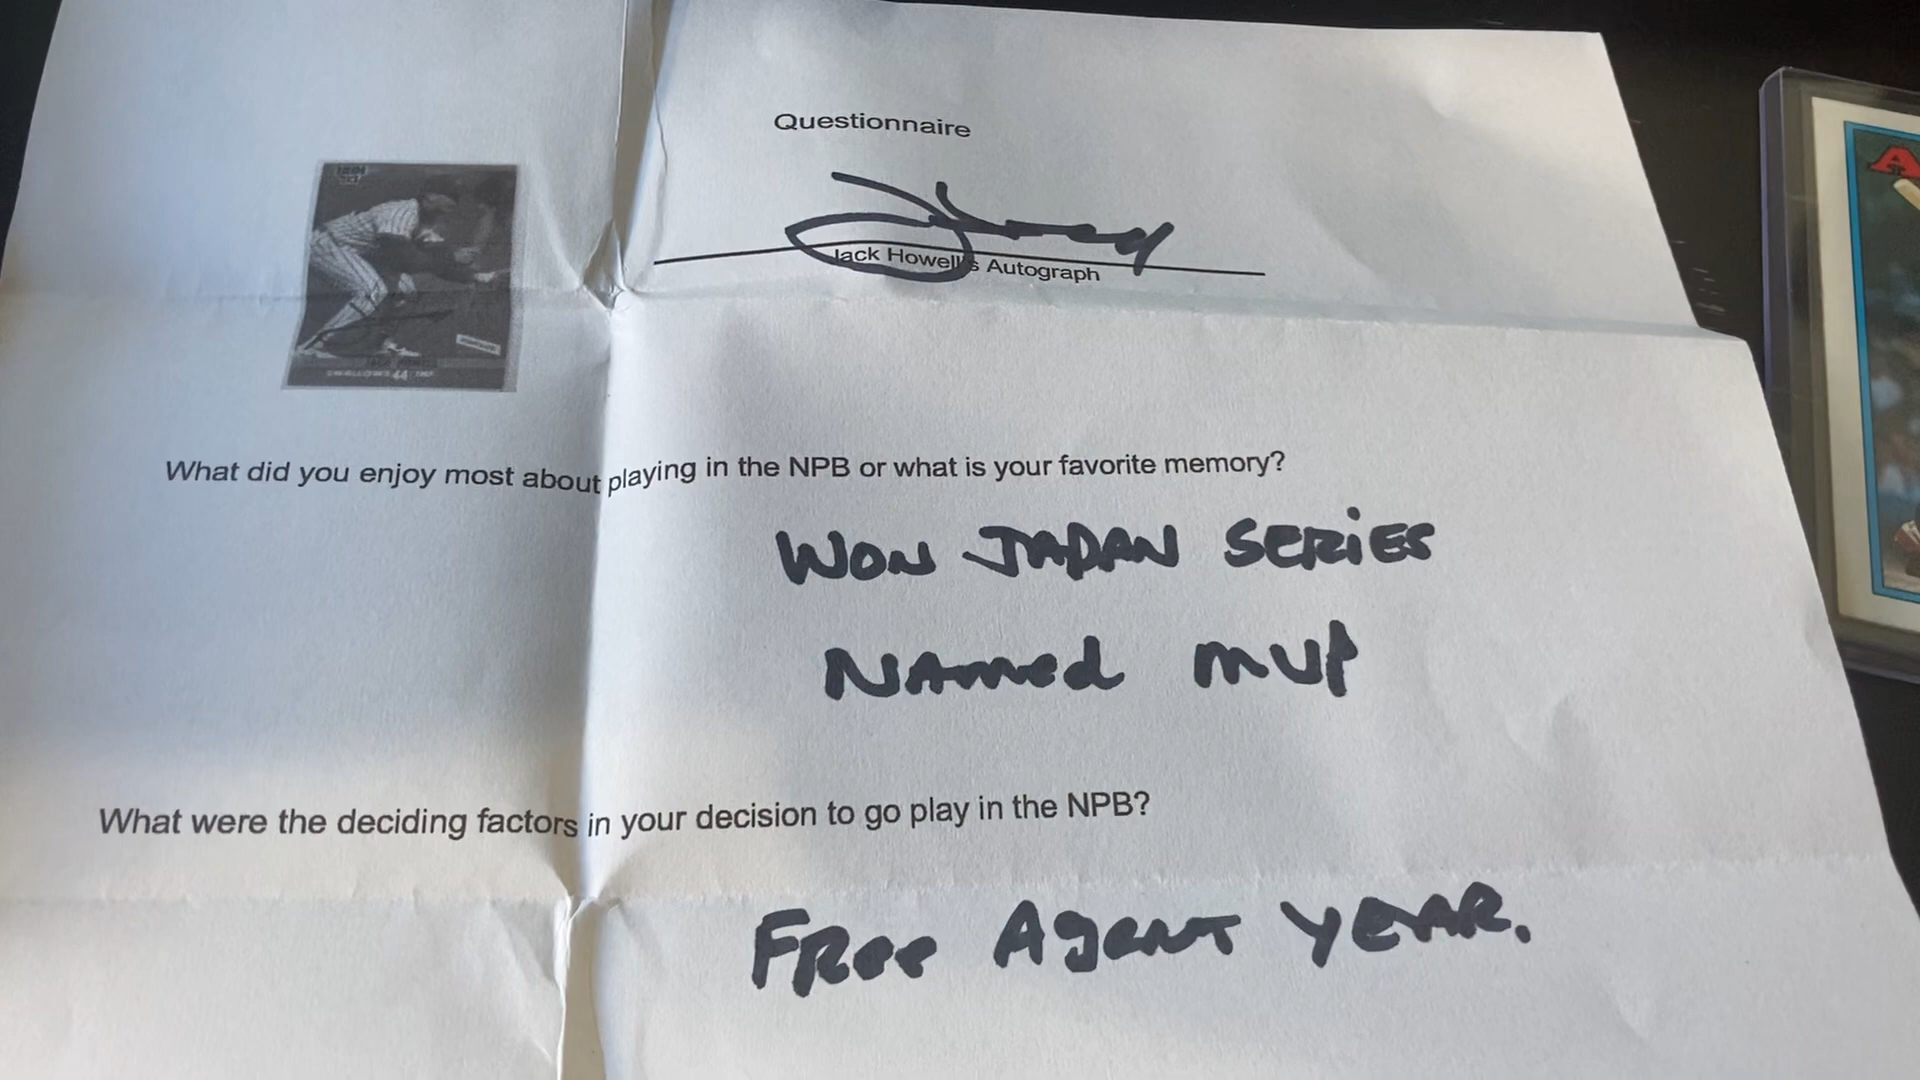 Questionnaire
Jack Howell's Autograph
44
What did you enjoy most about playing in the NPB or what is your favorite memory?
WON JAPAN SERIES
NAmed mVP
What were the deciding factors in your decision to go play in the NPB?
FRee AgeNT YEAR.